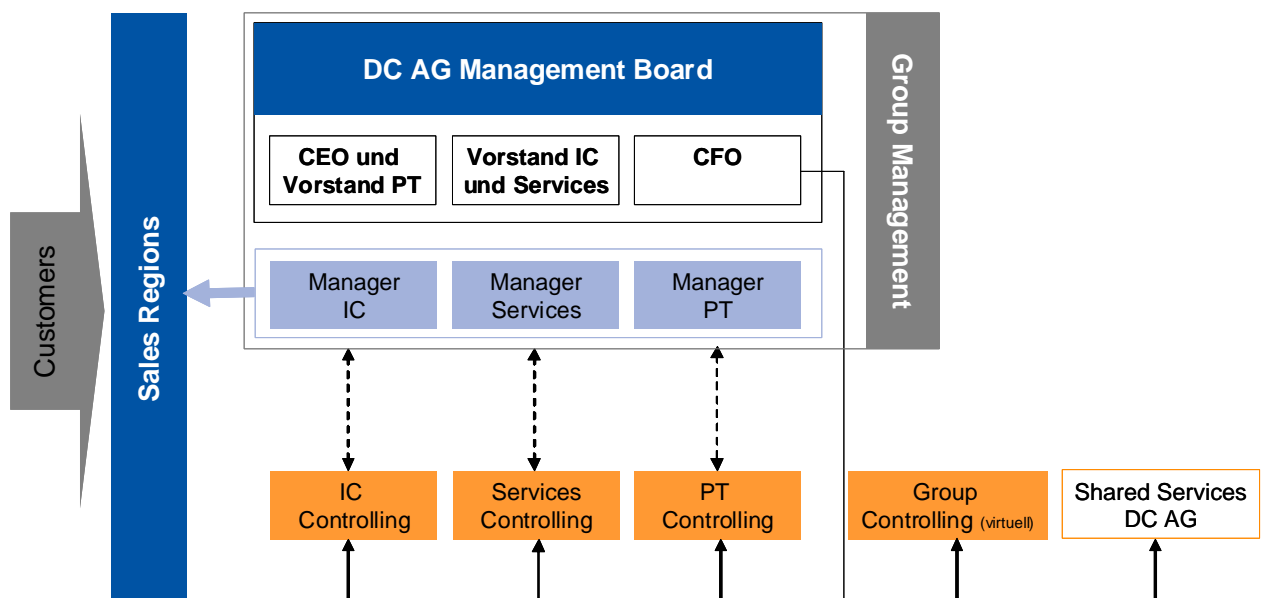 Customers
Sales Regions
DC AG Management Board
CEO und
Vorstand PT
Vorstand IC
und Services
CFO
Group Management
Manager
IC
Manager
Services
Manager
PT
IC
Controlling
Services
Controlling
PT
Controlling
Group
Controlling (virtuell)
Shared Services
DC AG